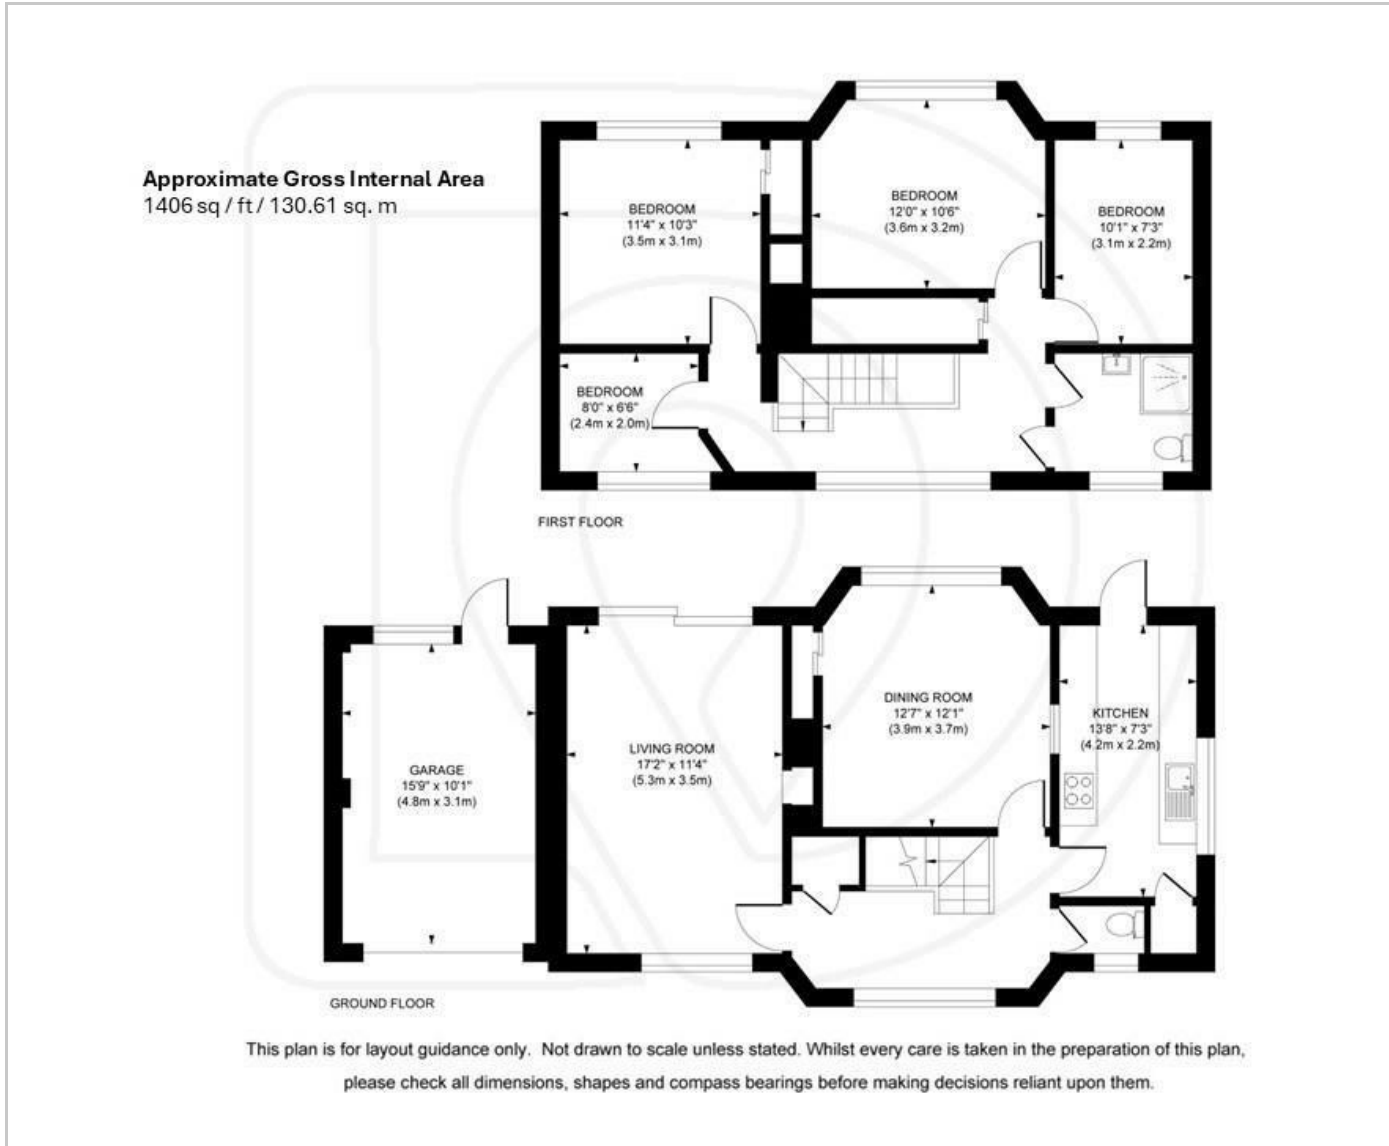 Approximate Gross Internal Area
1406 sq / ft / 130.61 sq. m
BEDROOM
11'4" x 10'3"
(3.5m x 3.1m)
BEDROOM
12'0" x 10'6"
(3.6m x 3.2m)
BEDROOM
10'1" x 7'3"
(3.1m x 2.2m)
BEDROOM
8'0" x 6'6"
(2.4m x 2.0m)
FIRST FLOOR
GARAGE
15'9" x 10'1"
(4.8m x 3.1m)
LIVING ROOM
17'2" x 11'4"
(5.3m x 3.5m)
DINING ROOM
12'7" x 12'1"
(3.9m x 3.7m)
KITCHEN
13'8" x 7'3"
(4.2m x 2.2m)
GROUND FLOOR
This plan is for layout guidance only. Not drawn to scale unless stated. Whilst every care is taken in the preparation of this plan,
please check all dimensions, shapes and compass bearings before making decisions reliant upon them.